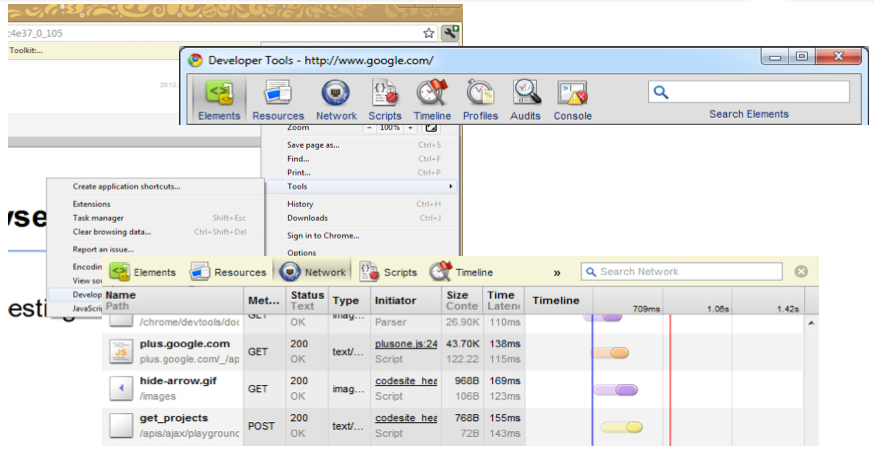 :4e37_0_105
Toolkit:...
2012
Developer Tools - http://www.google.com/
Elements Resources Network Scripts Timeline Profiles Audits Console Search Elements
Zoom - 100% +
Save page as... Ctrl+S
Find... Ctrl+F
Print... Ctrl+P
Tools
History Ctrl+H
Downloads Ctrl+J
Sign in to Chrome...
Options
Create application shortcuts...
Extensions
Task manager Shift+Esc
Clear browsing data... Ctrl+Shift+Del
Report an issue...
Encodin
View sou
Develop
JavaScrip
yse
esti
Elements Resources Network Scripts Timeline » Search Network
Name Met... Status Type Initiator Size Time Timeline
Path Text Conte Laten
709ms 1.06s 1.42s
GET imag...
/chrome/devtools/doc OK Parser 26.90K 110ms
plus.google.com GET 200 text/... plusone.js:24 43.70K 138ms
plus.google.com/_/ap OK Script 122.22 115ms
hide-arrow.gif GET 200 imag... codesite_hea 968B 169ms
/images OK Script 106B 123ms
get_projects POST 200 text/... codesite_hea 768B 155ms
/apis/ajax/playground OK Script 72B 143ms